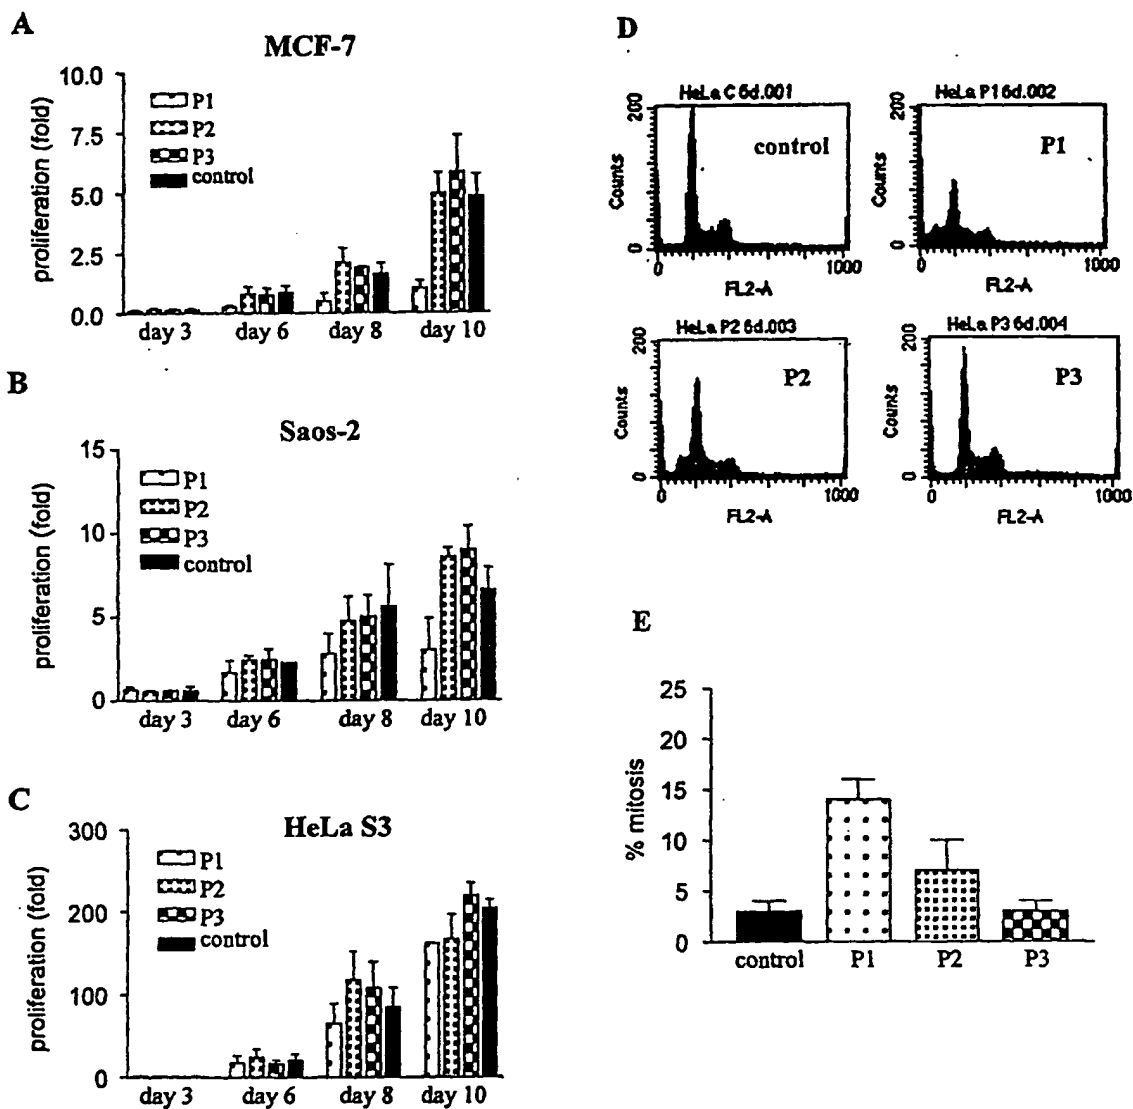 A
MCF-7
10.0
7.5
5.0
2.5
0.0
proliferation (fold)
P1
P2
P3
control
day 3
day 6
day 8
day 10
B
Saos-2
15
10
5
0
proliferation (fold)
P1
P2
P3
control
day 3
day 6
day 8
day 10
C
HeLa S3
300
200
100
0
proliferation (fold)
P1
P2
P3
control
day 3
day 6
day 8
day 10
D
HeLa C 6d.001
200
Counts
0
control
0
1000
FL2-A
HeLa P1 6d.002
200
Counts
0
P1
0
1000
FL2-A
HeLa P2 6d.003
200
Counts
0
P2
0
1000
FL2-A
HeLa P3 6d.004
200
Counts
0
P3
0
1000
FL2-A
E
25
20
15
10
5
0
% mitosis
control
P1
P2
P3